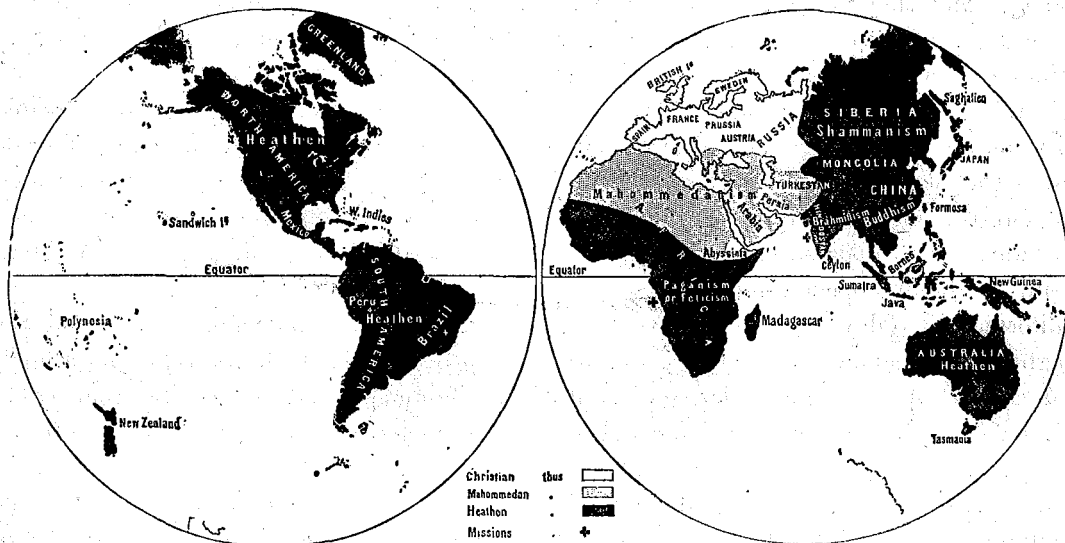 GREENLAND
NORTH AMERICA
Heathen
Mexico
W. Indies
Sandwich Is
Equator
SOUTH AMERICA
Peru
Heathen
Brazil
Polynesia
New Zealand
BRITISH Is
SWEDEN
FRANCE
PRUSSIA
RUSSIA
SPAIN
AUSTRIA
SIBERIA
Shammanism
Saghalien
MONGOLIA
JAPAN
TURKESTAN
CHINA
Mahommedanism
Persia
Arabia
Brahminism
Buddhism
Formosa
AFRICA
Abyssinia
Ceylon
Borneo
Equator
Sumatra
New Guinea
Paganism
or Feticism
Java
Madagascar
AUSTRALIA
Heathen
Tasmania
Christian thus
Mahommedan "
Heathen "
Missions "